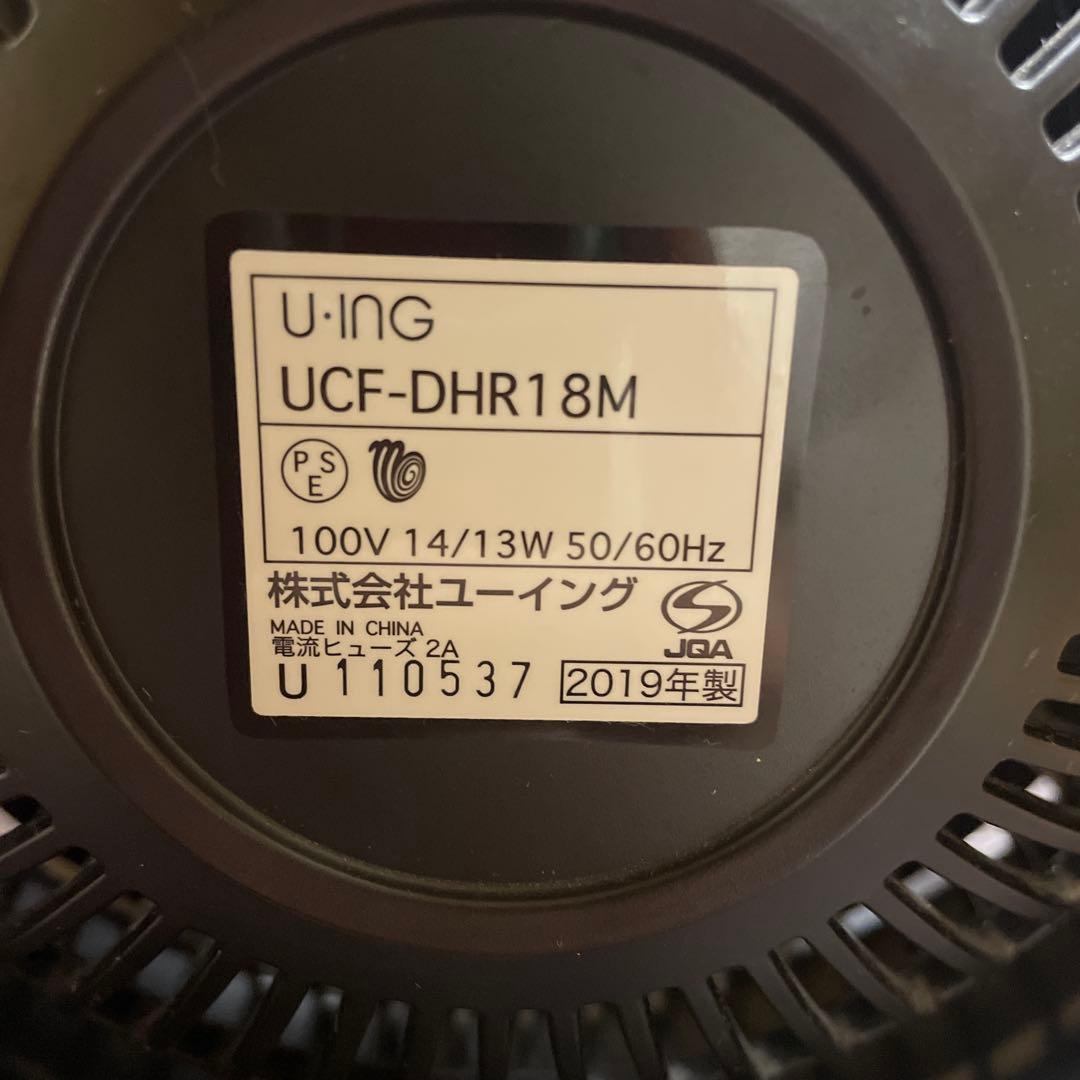 U·ING
UCF-DHR18M
PSE
100V 14/13W 50/60Hz
株式会社ユーイング
JQA
MADE IN CHINA
電流ヒューズ 2A
U 110537 2019年製